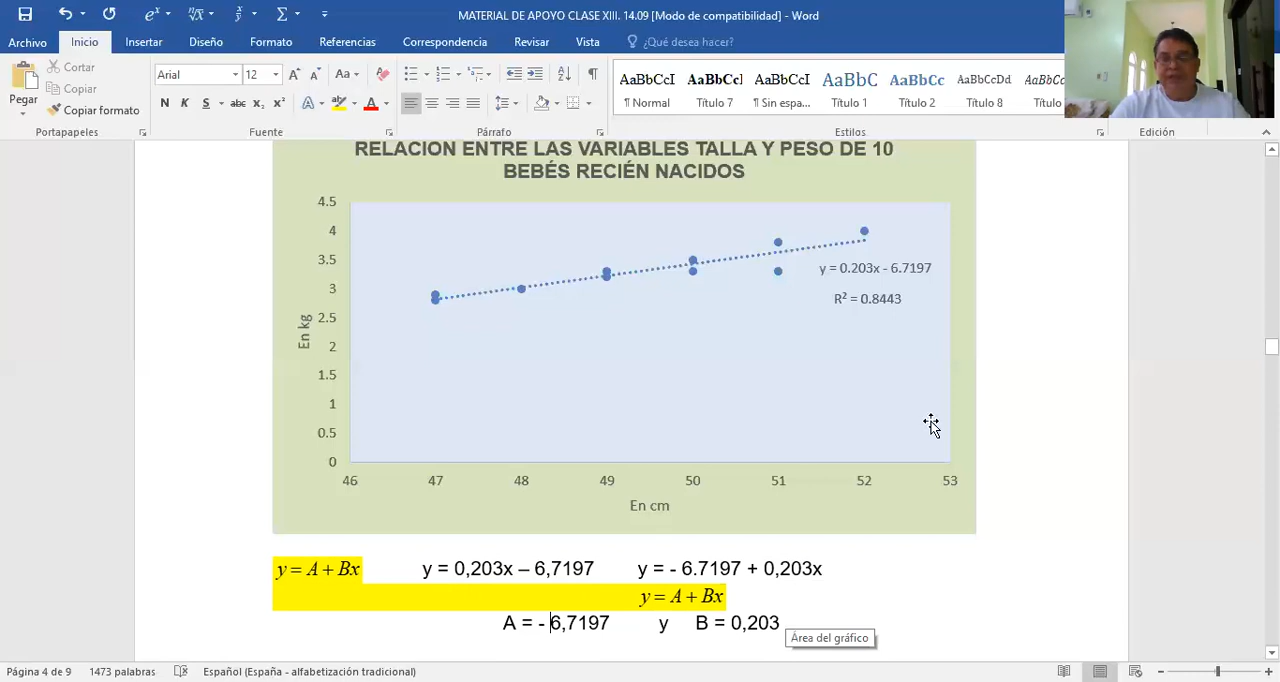 MATERIAL DE APOYO CLASE XIII. 14.09 [Modo de compatibilidad] - Word
Archivo Inicio Insertar Diseño Formato Referencias Correspondencia Revisar Vista ¿Qué desea hacer?
Cortar
Copiar
Copiar formato
Pegar
Portapapeles
Arial 12
Aa
N K S abc x₂ x²
Fuente
Párrafo
AaBbCcI AaBbCcI AaBbCcI AaBbC AaBbCc AaBbCcDd AaBbCc
¶ Normal Título 7 ¶ Sin espa... Título 1 Título 2 Título 8 Título
Estilos
Edición
RELACION ENTRE LAS VARIABLES TALLA Y PESO DE 10
BEBÉS RECIÉN NACIDOS
4.5
4
3.5
3
2.5
2
1.5
1
0.5
0
En kg
y = 0.203x - 6.7197
R² = 0.8443
46 47 48 49 50 51 52 53
En cm
y = A + Bx y = 0,203x – 6,7197 y = - 6.7197 + 0,203x
y = A + Bx
A = - 6,7197 y B = 0,203
Área del gráfico
Página 4 de 9 1473 palabras Español (España - alfabetización tradicional)